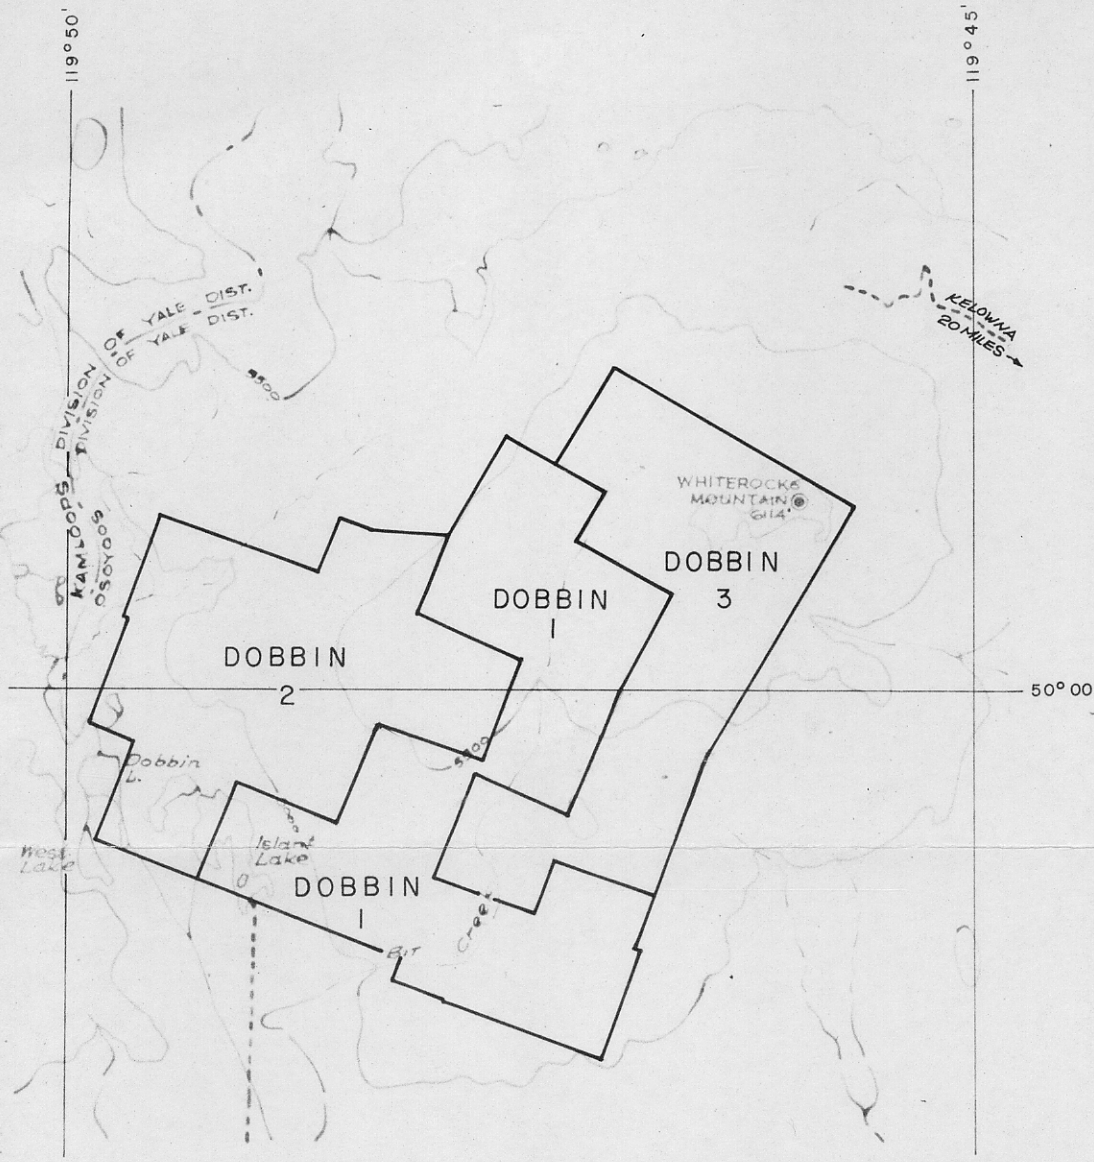 119° 50'
119° 45'
KAMLOOPS DIVISION OF YALE DIST.
OSOYOOS DIVISION OF YALE DIST.
KELOWNA
20 MILES
5500
WHITEROCKS
MOUNTAIN
6114'
DOBBIN
3
DOBBIN
1
DOBBIN
2
50° 00
5500
Dobbin
L.
West
Lake
Island
Lake
DOBBIN
1
Creek